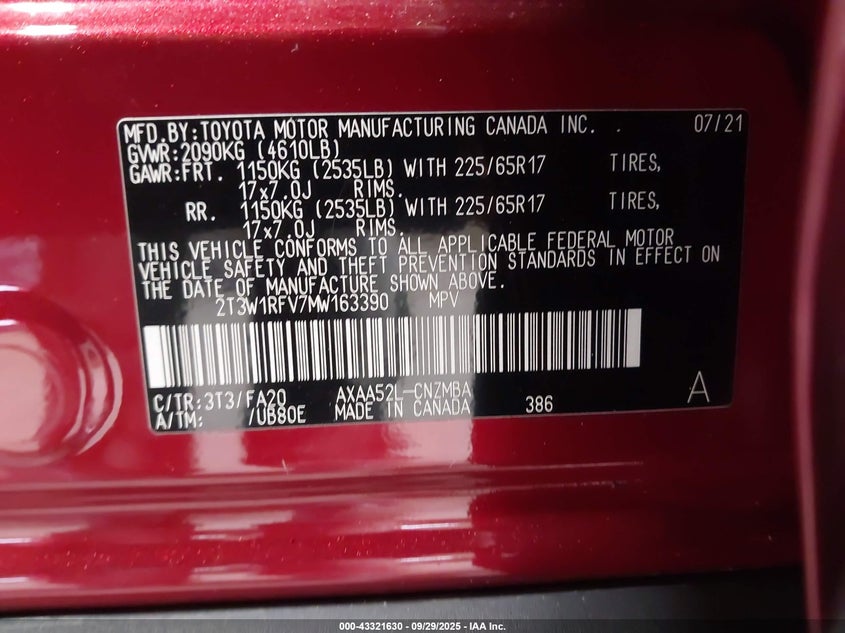 MFD.BY:TOYOTA MOTOR MANUFACTURING CANADA INC. . 07/21
GVWR:2090KG (4610LB)
GAWR:FRT. 1150KG (2535LB) WITH 225/65R17 TIRES,
17x7.0J RIMS.
RR. 1150KG (2535LB) WITH 225/65R17 TIRES,
17x7.0J RIMS.
THIS VEHICLE CONFORMS TO ALL APPLICABLE FEDERAL MOTOR
VEHICLE SAFETY AND THEFT PREVENTION STANDARDS IN EFFECT ON
THE DATE OF MANUFACTURE SHOWN ABOVE.
2T3W1RFV7MW163390 MPV
C/TR:3T3/FA20 AXAA52L-CNZMBA
A/TM: /UB80E MADE IN CANADA 386 A
000-43321630 - 09/29/2025 - IAA Inc.